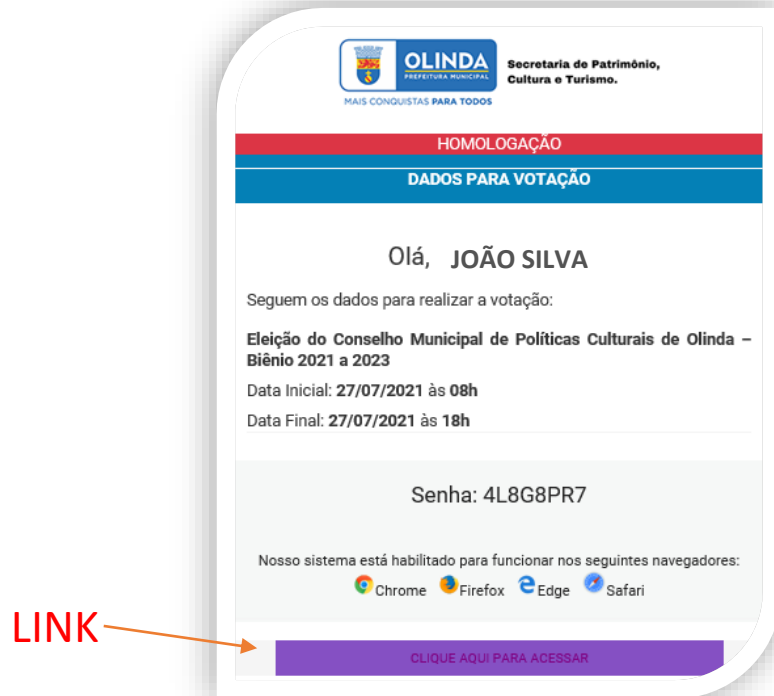 OLINDA
PREFEITURA MUNICIPAL
MAIS CONQUISTAS PARA TODOS
Secretaria de Patrimônio,
Cultura e Turismo.
HOMOLOGAÇÃO
DADOS PARA VOTAÇÃO
Olá, JOÃO SILVA
Seguem os dados para realizar a votação:
Eleição do Conselho Municipal de Políticas Culturais de Olinda –
Biênio 2021 a 2023
Data Inicial: 27/07/2021 às 08h
Data Final: 27/07/2021 às 18h
Senha: 4L8G8PR7
Nosso sistema está habilitado para funcionar nos seguintes navegadores:
Chrome Firefox Edge Safari
LINK
CLIQUE AQUI PARA ACESSAR